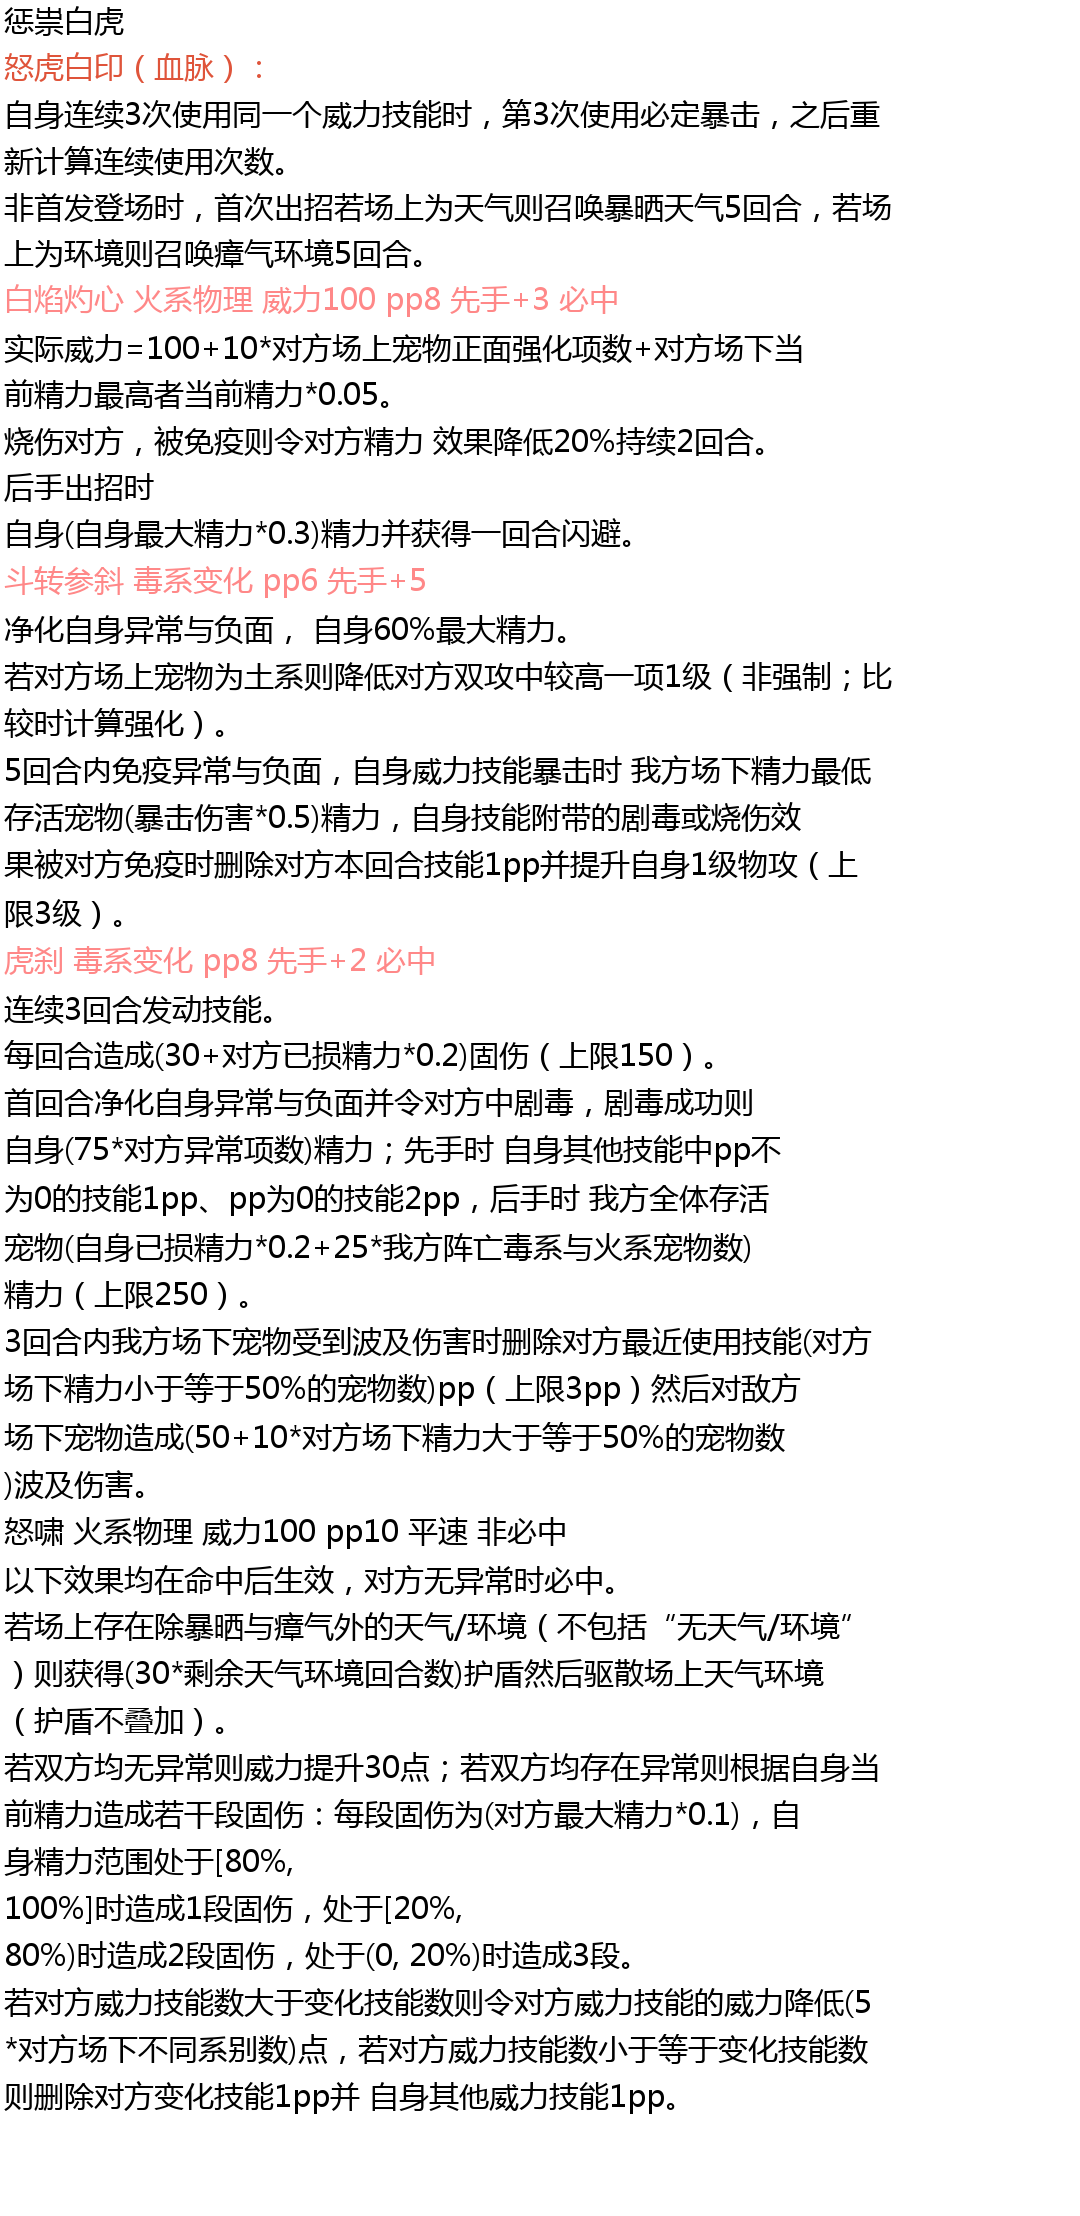 惩祟白虎
怒虎白印（血脉）：
自身连续3次使用同一个威力技能时，第3次使用必定暴击，之后重
新计算连续使用次数。
非首发登场时，首次出招若场上为天气则召唤暴晒天气5回合，若场
上为环境则召唤瘴气环境5回合。
白焰灼心 火系物理 威力100 pp8 先手+3 必中
实际威力=100+10*对方场上宠物正面强化项数+对方场下当
前精力最高者当前精力*0.05。
烧伤对方，被免疫则令对方精力 效果降低20%持续2回合。
后手出招时
自身(自身最大精力*0.3)精力并获得一回合闪避。
斗转参斜 毒系变化 pp6 先手+5
净化自身异常与负面， 自身60%最大精力。
若对方场上宠物为土系则降低对方双攻中较高一项1级（非强制；比
较时计算强化）。
5回合内免疫异常与负面，自身威力技能暴击时 我方场下精力最低
存活宠物(暴击伤害*0.5)精力，自身技能附带的剧毒或烧伤效
果被对方免疫时删除对方本回合技能1pp并提升自身1级物攻（上
限3级）。
虎刹 毒系变化 pp8 先手+2 必中
连续3回合发动技能。
每回合造成(30+对方已损精力*0.2)固伤（上限150）。
首回合净化自身异常与负面并令对方中剧毒，剧毒成功则
自身(75*对方异常项数)精力；先手时 自身其他技能中pp不
为0的技能1pp、pp为0的技能2pp，后手时 我方全体存活
宠物(自身已损精力*0.2+25*我方阵亡毒系与火系宠物数)
精力（上限250）。
3回合内我方场下宠物受到波及伤害时删除对方最近使用技能(对方
场下精力小于等于50%的宠物数)pp（上限3pp）然后对敌方
场下宠物造成(50+10*对方场下精力大于等于50%的宠物数
)波及伤害。
怒啸 火系物理 威力100 pp10 平速 非必中
以下效果均在命中后生效，对方无异常时必中。
若场上存在除暴晒与瘴气外的天气/环境（不包括“无天气/环境”
）则获得(30*剩余天气环境回合数)护盾然后驱散场上天气环境
（护盾不叠加）。
若双方均无异常则威力提升30点；若双方均存在异常则根据自身当
前精力造成若干段固伤：每段固伤为(对方最大精力*0.1)，自
身精力范围处于[80%,
100%]时造成1段固伤，处于[20%,
80%)时造成2段固伤，处于(0, 20%)时造成3段。
若对方威力技能数大于变化技能数则令对方威力技能的威力降低(5
*对方场下不同系别数)点，若对方威力技能数小于等于变化技能数
则删除对方变化技能1pp并 自身其他威力技能1pp。